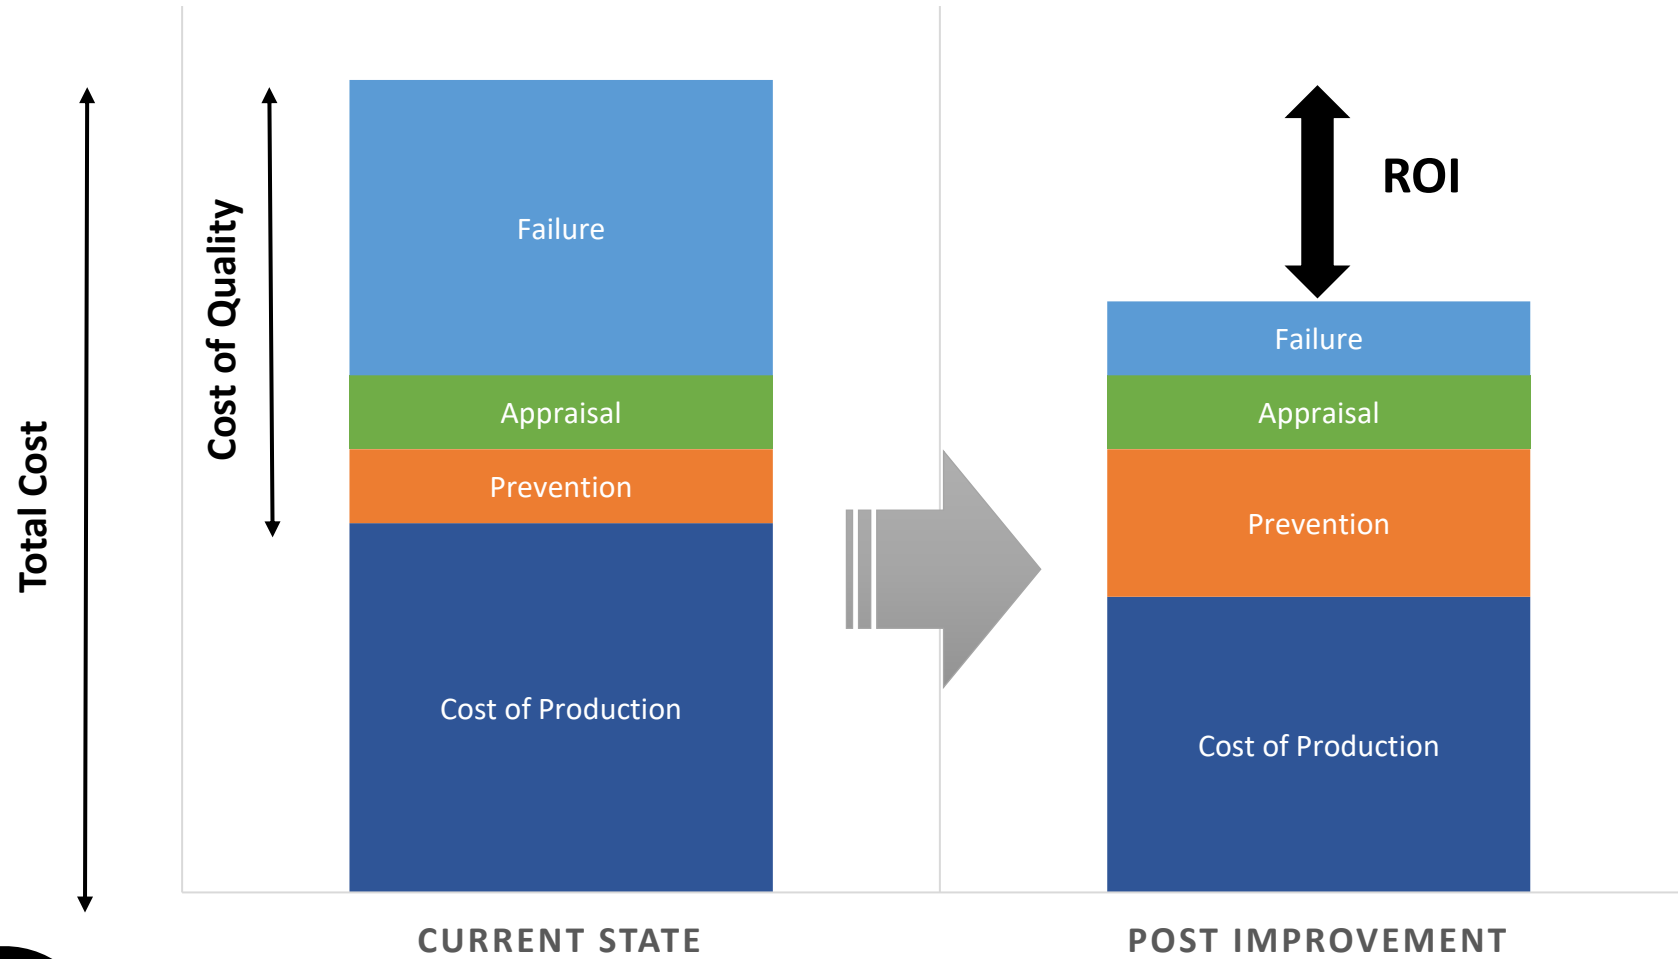 Total Cost
Cost of Quality
Failure
Appraisal
Prevention
Cost of Production
CURRENT STATE
ROI
Failure
Appraisal
Prevention
Cost of Production
POST IMPROVEMENT